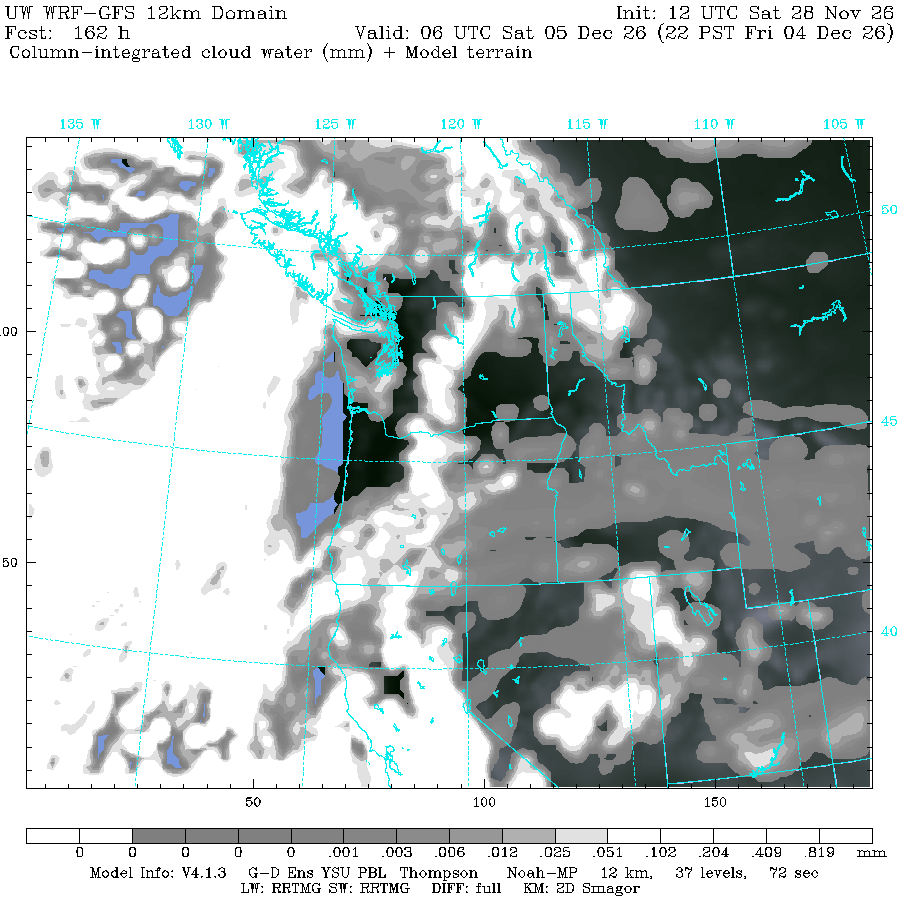 UW WRF-GFS 12km Domain Init: 12 UTC Sat 28 Nov 26
Fcst: 162 h Valid: 06 UTC Sat 05 Dec 26 (22 PST Fri 04 Dec 26)
Column-integrated cloud water (mm) + Model terrain
135 W 130 W 125 W 120 W 115 W 110 W 105 W
50
100
45
50
40
50 100 150
0 0 0 0 0 .001 .003 .006 .012 .025 .051 .102 .204 .409 .819 mm
Model Info: V4.1.3 G-D Ens YSU PBL Thompson Noah-MP 12 km, 37 levels, 72 sec
LW: RRTMG SW: RRTMG DIFF: full KM: 2D Smagor